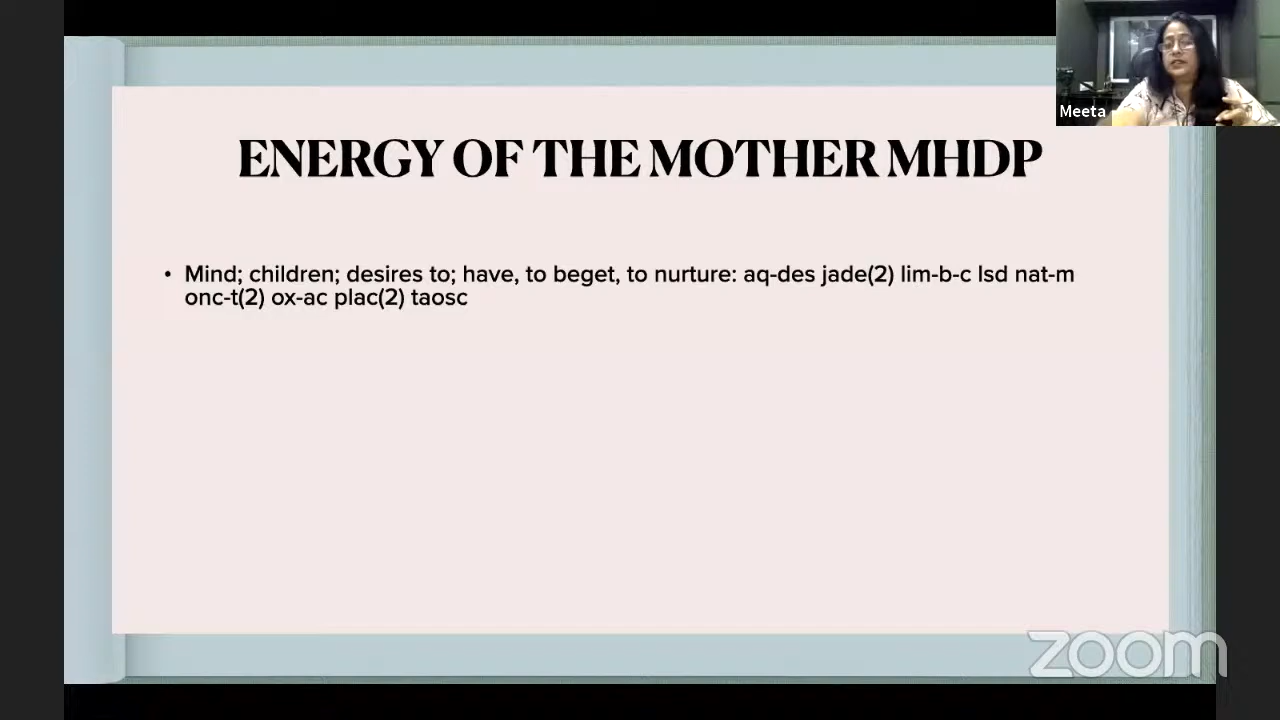 Meeta
ENERGY OF THE MOTHER MHDP
• Mind; children; desires to; have, to beget, to nurture: aq-des jade(2) lim-b-c lsd nat-m
onc-t(2) ox-ac plac(2) taosc
zoom